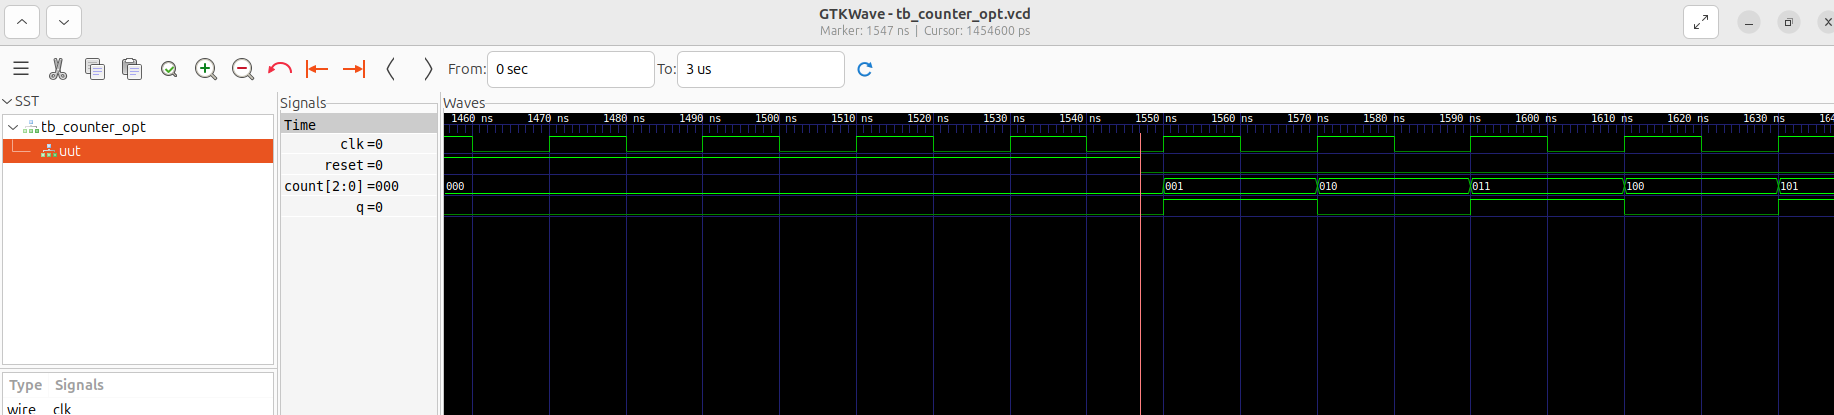 GTKWave - tb_counter_opt.vcd
Marker: 1547 ns | Cursor: 1454600 ps
From: 0 sec To: 3 us
SST
tb_counter_opt
uut
Type Signals
wire clk
Signals
Time
clk =0
reset =0
count[2:0] =000
q =0
Waves
1460 ns 1470 ns 1480 ns 1490 ns 1500 ns 1510 ns 1520 ns 1530 ns 1540 ns 1550 ns 1560 ns 1570 ns 1580 ns 1590 ns 1600 ns 1610 ns 1620 ns 1630 ns 164
000 001 010 011 100 101